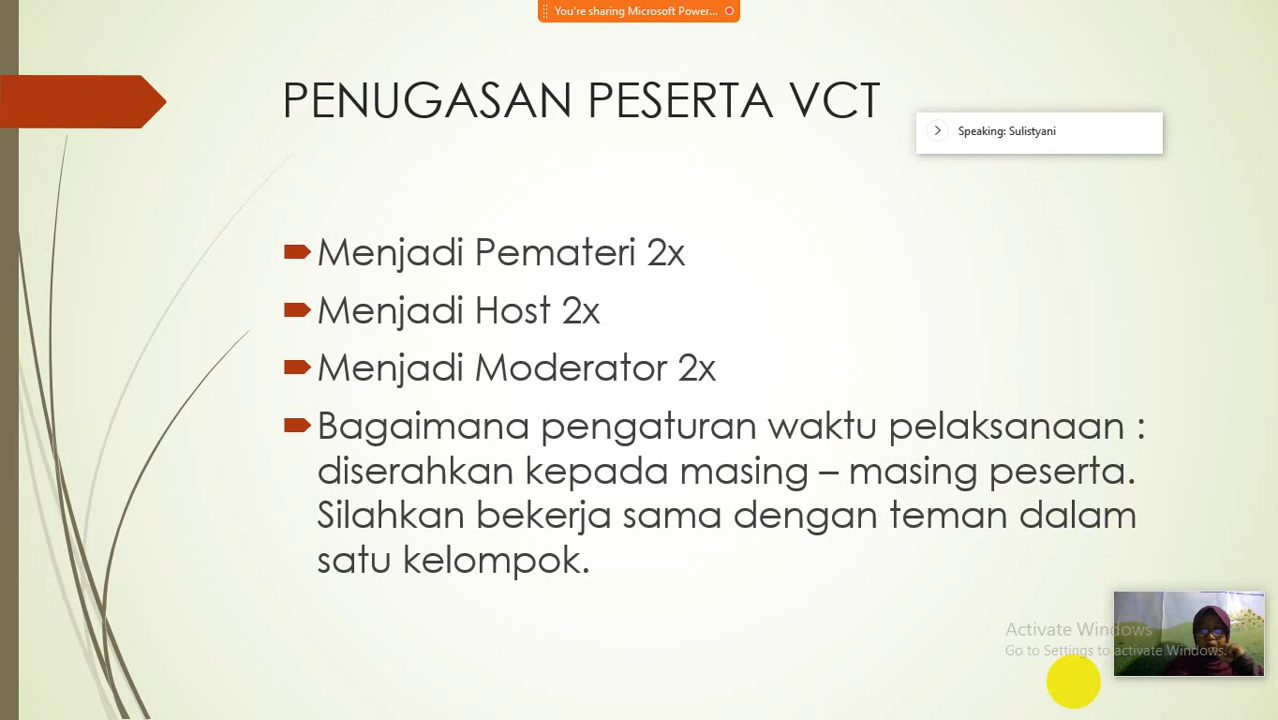 You're sharing Microsoft Power...
PENUGASAN PESERTA VCT
Speaking: Sulistyani
Menjadi Pemateri 2x
Menjadi Host 2x
Menjadi Moderator 2x
Bagaimana pengaturan waktu pelaksanaan :
diserahkan kepada masing – masing peserta.
Silahkan bekerja sama dengan teman dalam
satu kelompok.
Activate Windows
Go to Settings to activate Windows.